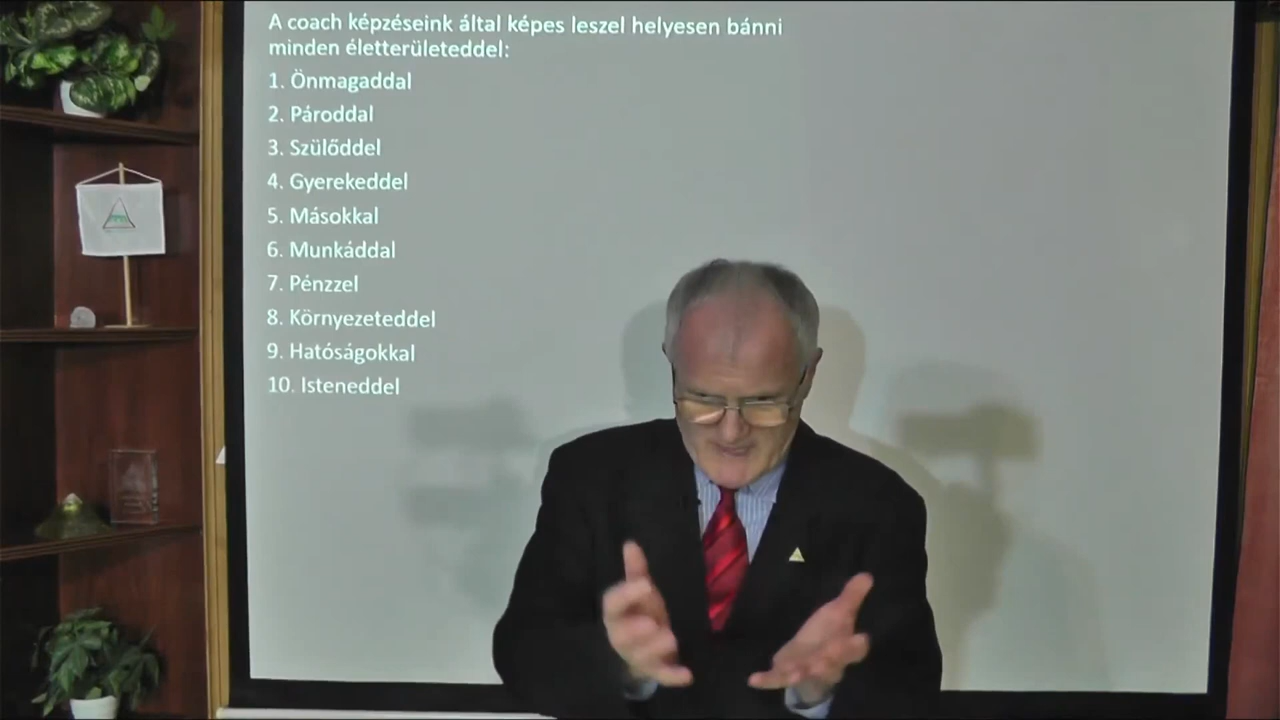 A coach képzéseink által képes leszel helyesen bánni
minden életterületeddel:
1. Önmagaddal
2. Pároddal
3. Szülőddel
4. Gyerekeddel
5. Másokkal
6. Munkáddal
7. Pénzzel
8. Környezeteddel
9. Hatóságokkal
10. Isteneddel